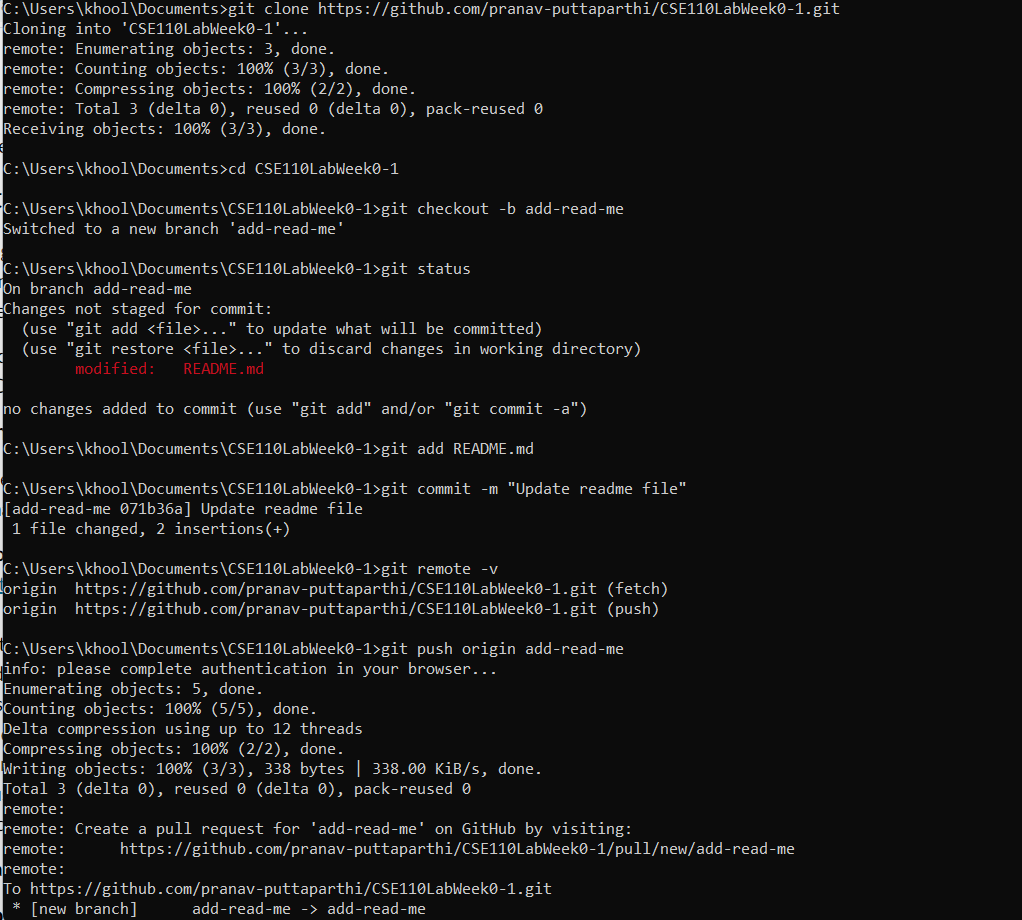 C:\Users\khool\Documents>git clone https://github.com/pranav-puttaparthi/CSE110LabWeek0-1.git
Cloning into 'CSE110LabWeek0-1'...
remote: Enumerating objects: 3, done.
remote: Counting objects: 100% (3/3), done.
remote: Compressing objects: 100% (2/2), done.
remote: Total 3 (delta 0), reused 0 (delta 0), pack-reused 0
Receiving objects: 100% (3/3), done.

C:\Users\khool\Documents>cd CSE110LabWeek0-1

C:\Users\khool\Documents\CSE110LabWeek0-1>git checkout -b add-read-me
Switched to a new branch 'add-read-me'

C:\Users\khool\Documents\CSE110LabWeek0-1>git status
On branch add-read-me
Changes not staged for commit:
  (use "git add <file>..." to update what will be committed)
  (use "git restore <file>..." to discard changes in working directory)
        modified:   README.md

no changes added to commit (use "git add" and/or "git commit -a")

C:\Users\khool\Documents\CSE110LabWeek0-1>git add README.md

C:\Users\khool\Documents\CSE110LabWeek0-1>git commit -m "Update readme file"
[add-read-me 071b36a] Update readme file
 1 file changed, 2 insertions(+)

C:\Users\khool\Documents\CSE110LabWeek0-1>git remote -v
origin  https://github.com/pranav-puttaparthi/CSE110LabWeek0-1.git (fetch)
origin  https://github.com/pranav-puttaparthi/CSE110LabWeek0-1.git (push)

C:\Users\khool\Documents\CSE110LabWeek0-1>git push origin add-read-me
info: please complete authentication in your browser...
Enumerating objects: 5, done.
Counting objects: 100% (5/5), done.
Delta compression using up to 12 threads
Compressing objects: 100% (2/2), done.
Writing objects: 100% (3/3), 338 bytes | 338.00 KiB/s, done.
Total 3 (delta 0), reused 0 (delta 0), pack-reused 0
remote:
remote: Create a pull request for 'add-read-me' on GitHub by visiting:
remote:      https://github.com/pranav-puttaparthi/CSE110LabWeek0-1/pull/new/add-read-me
remote:
To https://github.com/pranav-puttaparthi/CSE110LabWeek0-1.git
 * [new branch]      add-read-me -> add-read-me